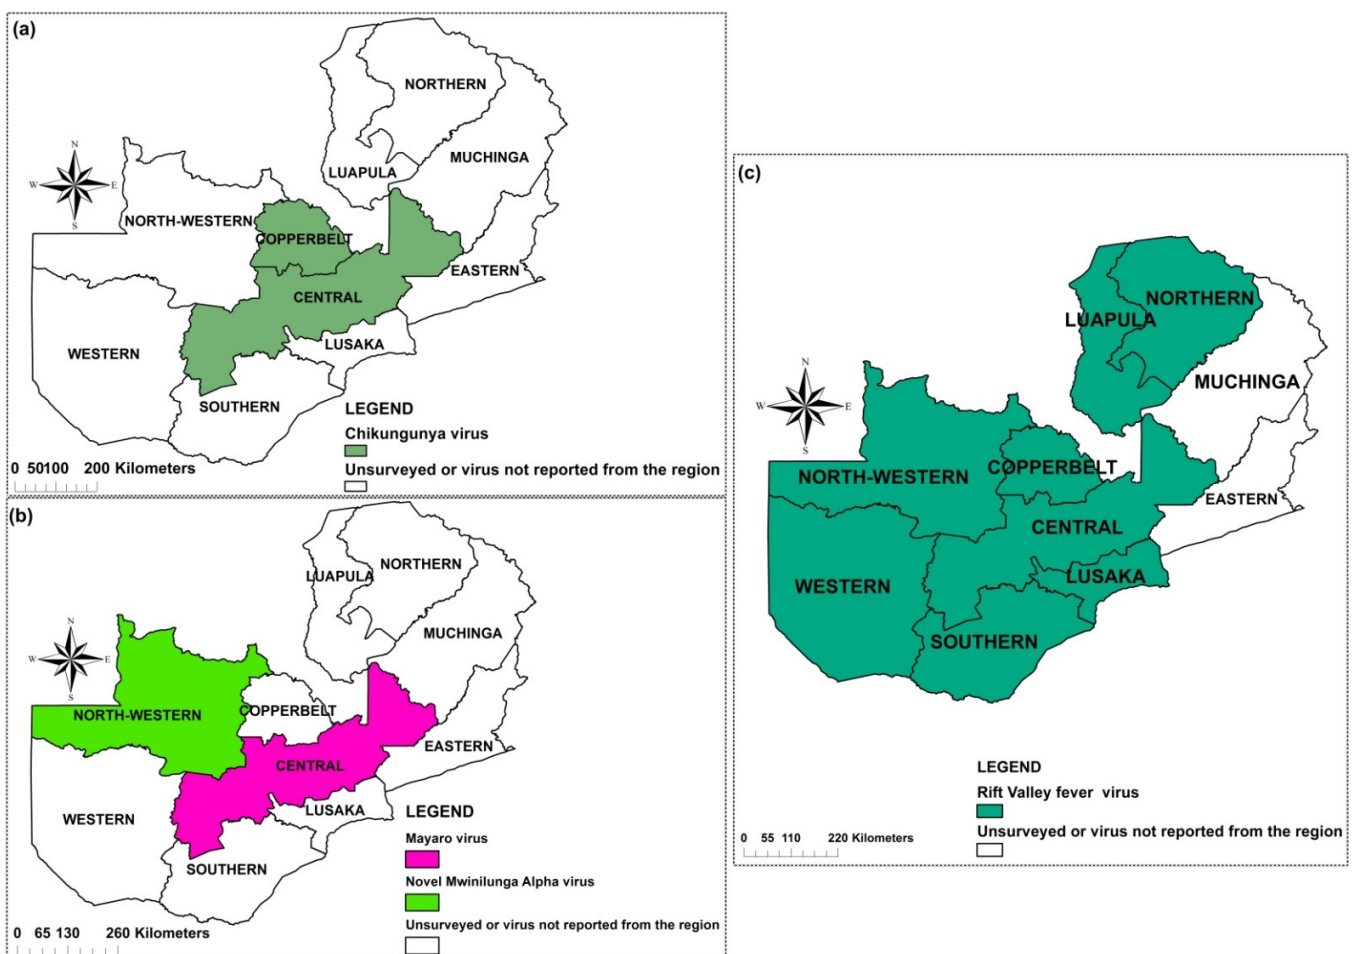 (a)
NORTHERN
MUCHINGA
LUAPULA
N
W E
S
NORTH-WESTERN
COPPERBELT
EASTERN
CENTRAL
LUSAKA
WESTERN
SOUTHERN
LEGEND
Chikungunya virus
Unsurveyed or virus not reported from the region
0 50100 200 Kilometers
(b)
NORTHERN
LUAPULA
MUCHINGA
N
W E
S
NORTH-WESTERN
COPPERBELT
EASTERN
CENTRAL
LUSAKA
WESTERN
SOUTHERN
LEGEND
Mayaro virus
Novel Mwinilunga Alpha virus
Unsurveyed or virus not reported from the region
0 65 130 260 Kilometers
(c)
NORTHERN
LUAPULA
MUCHINGA
N
W E
S
COPPERBELT
NORTH-WESTERN
EASTERN
CENTRAL
LUSAKA
WESTERN
SOUTHERN
LEGEND
Rift Valley fever virus
Unsurveyed or virus not reported from the region
0 55 110 220 Kilometers